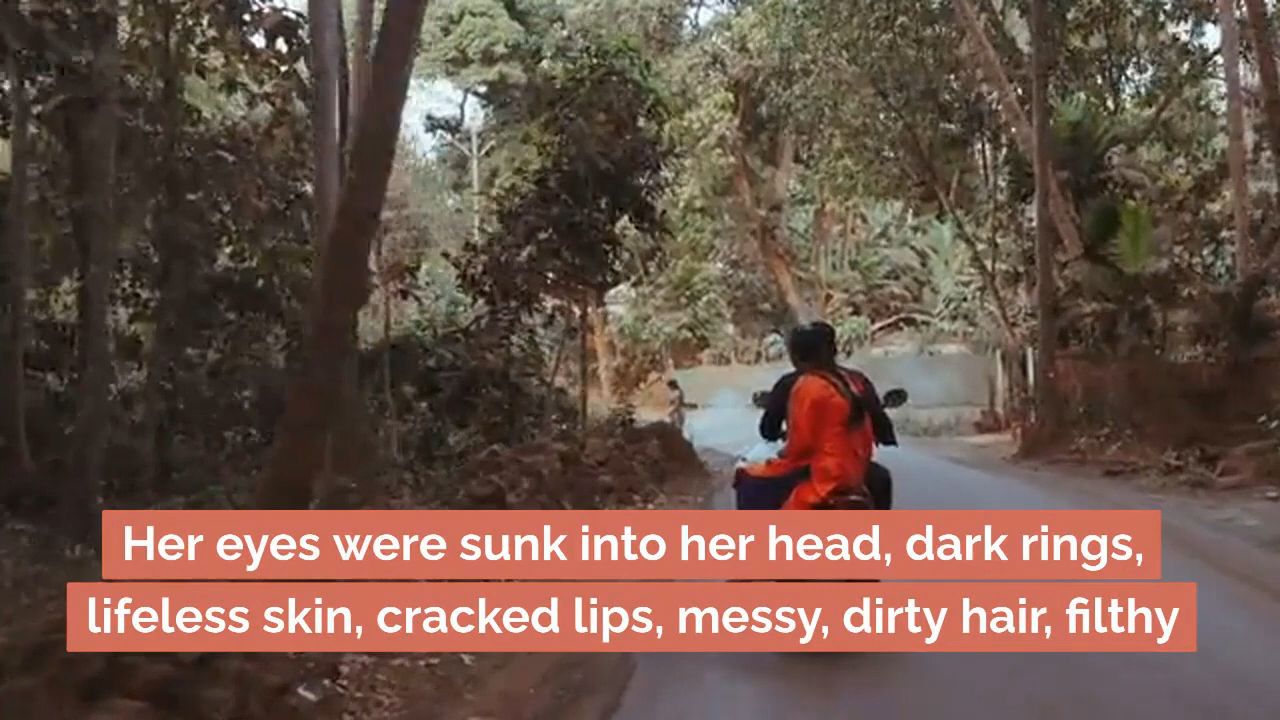 Her eyes were sunk into her head, dark rings,
lifeless skin, cracked lips, messy, dirty hair, filthy